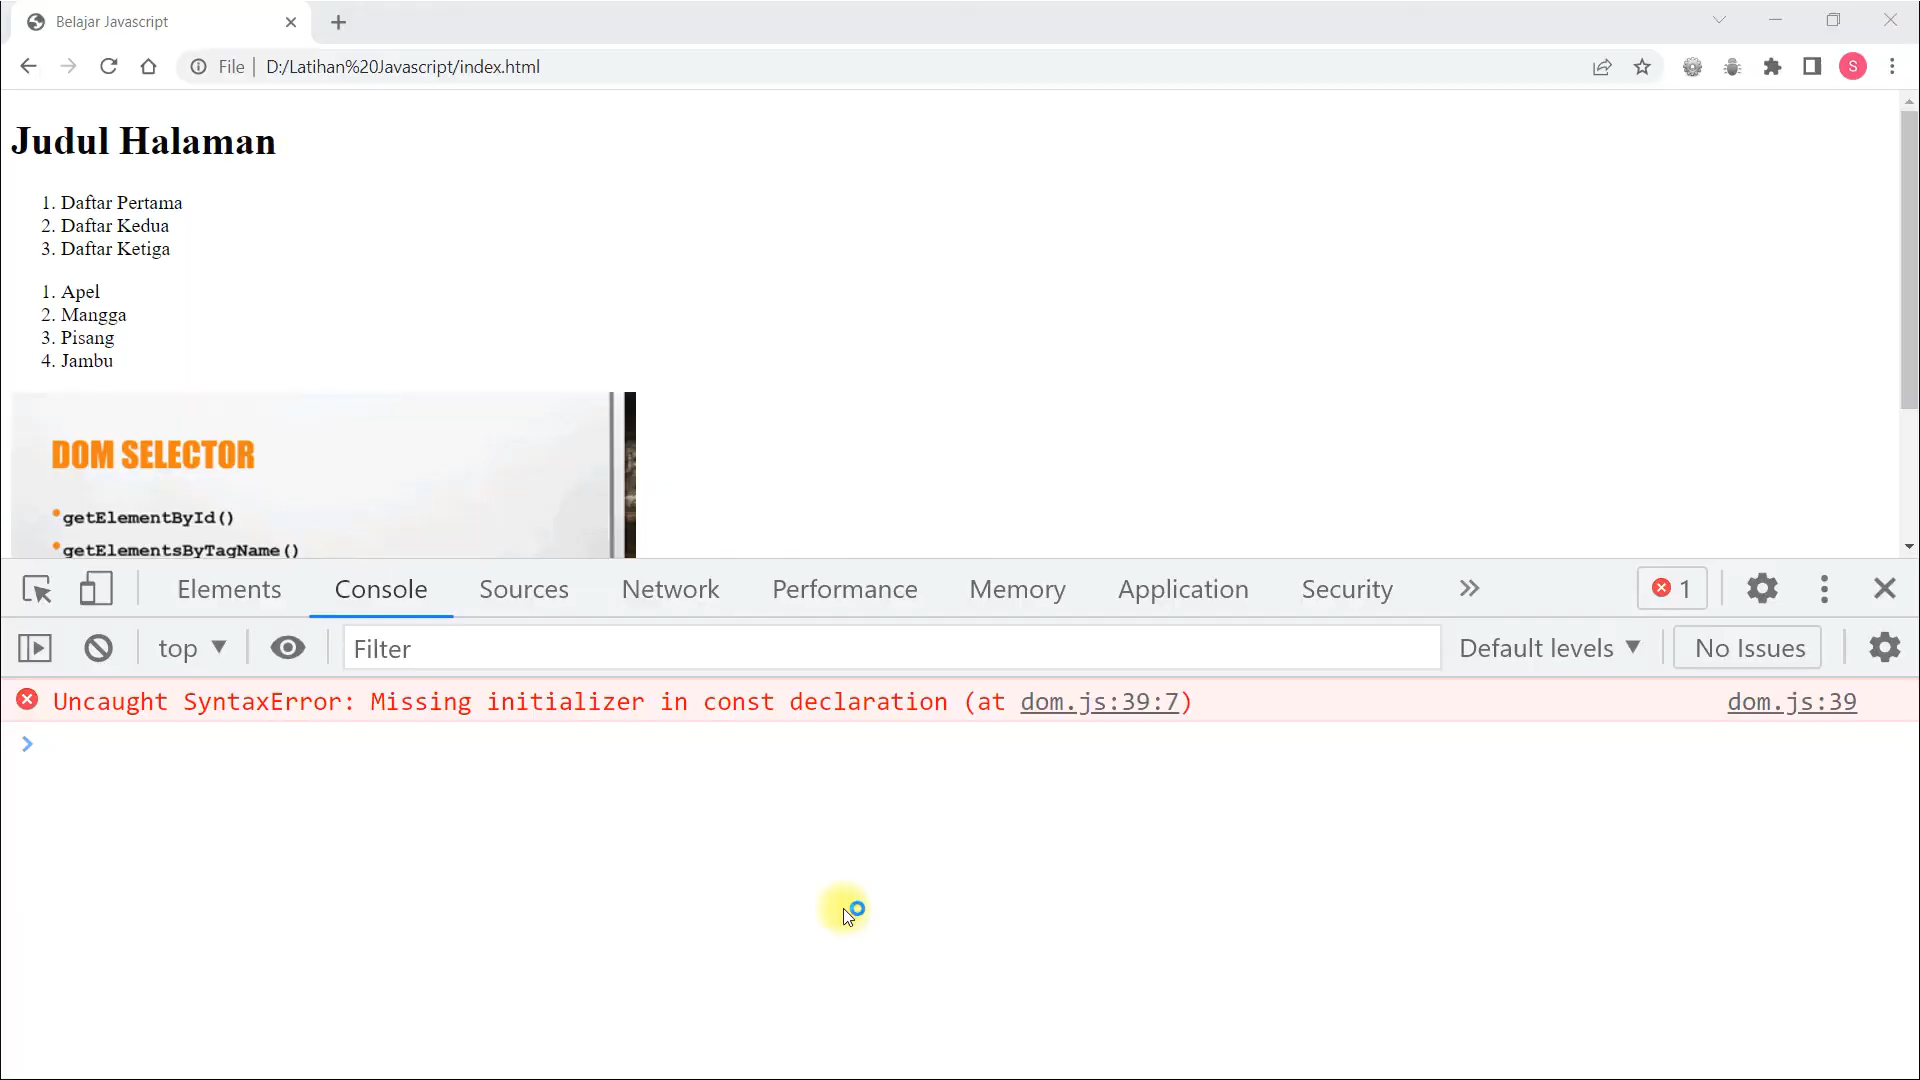 Belajar Javascript
File D:/Latihan%20Javascript/index.html
S
Judul Halaman
1. Daftar Pertama
2. Daftar Kedua
3. Daftar Ketiga
1. Apel
2. Mangga
3. Pisang
4. Jambu
DOM SELECTOR
•getElementById()
•getElementsByTagName()
Elements Console Sources Network Performance Memory Application Security » 1
top ▼ Filter Default levels ▼ No Issues
Uncaught SyntaxError: Missing initializer in const declaration (at dom.js:39:7) dom.js:39